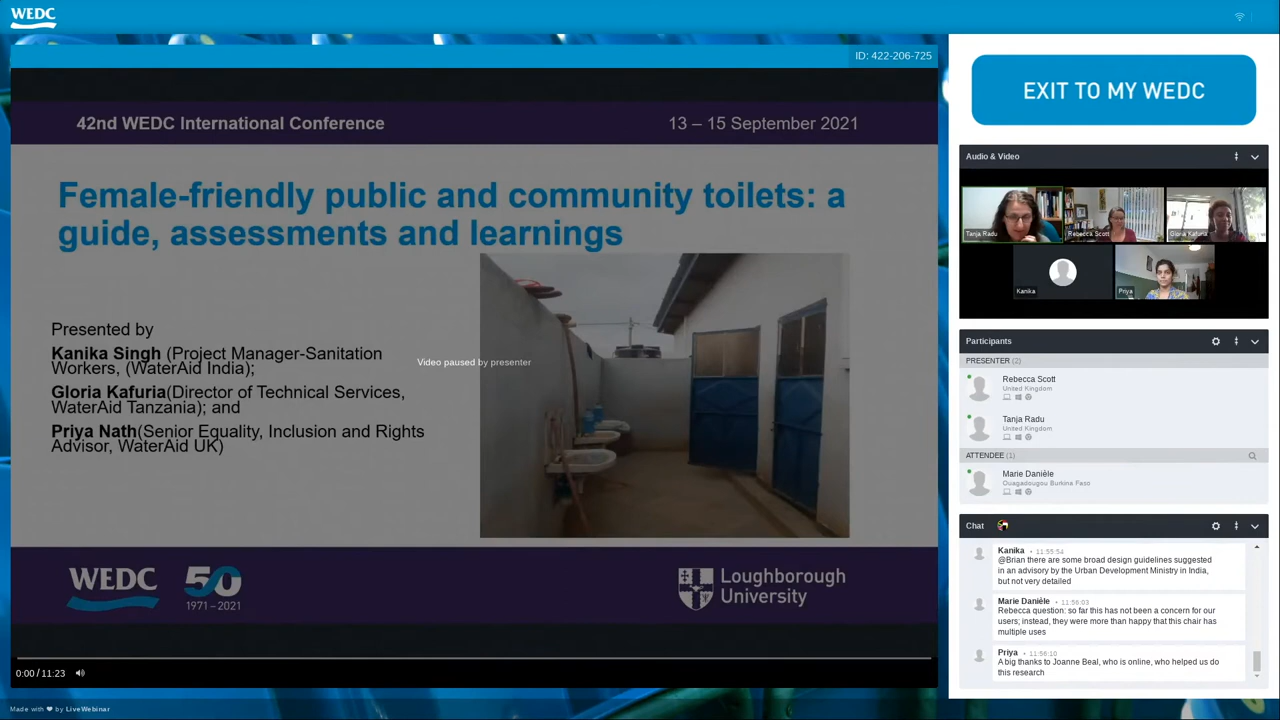 WEDC
ID: 422-206-725
42nd WEDC International Conference
13 – 15 September 2021
Female-friendly public and community toilets: a
guide, assessments and learnings
Presented by
Kanika Singh (Project Manager-Sanitation
Workers, (WaterAid India);
Gloria Kafuria(Director of Technical Services,
WaterAid Tanzania); and
Priya Nath(Senior Equality, Inclusion and Rights
Advisor, WaterAid UK)
Video paused by presenter
WEDC
50
1971 – 2021
Loughborough
University
0:00 / 11:23
Made with ❤ by LiveWebinar
EXIT TO MY WEDC
Audio & Video
Tanja Radu
Rebecca Scott
Gloria Kafuria
Kanika
Priya
Participants
PRESENTER (2)
Rebecca Scott
United Kingdom
Tanja Radu
United Kingdom
ATTENDEE (1)
Marie Danièle
Ouagadougou Burkina Faso
Chat
Kanika • 11:55:54
@Brian there are some broad design guidelines suggested
in an advisory by the Urban Development Ministry in India,
but not very detailed
Marie Danièle • 11:56:03
Rebecca question: so far this has not been a concern for our
users; instead, they were more than happy that this chair has
multiple uses
Priya • 11:56:10
A big thanks to Joanne Beal, who is online, who helped us do
this research